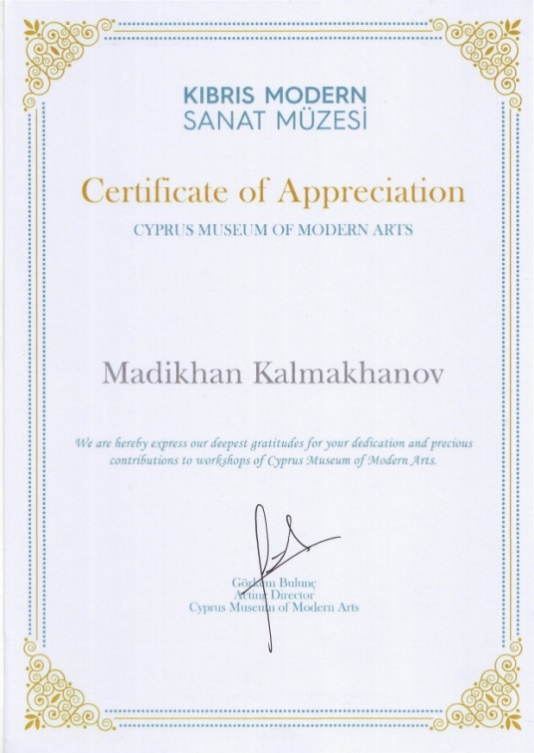 KIBRIS MODERN
SANAT MÜZESİ
Certificate of Appreciation
CYPRUS MUSEUM OF MODERN ARTS
Madikhan Kalmakhanov
We are hereby express our deepest gratitudes for your dedication and precious
contributions to workshops of Cyprus Museum of Modern Arts.
Görkem Bulunç
Acting Director
Cyprus Museum of Modern Arts